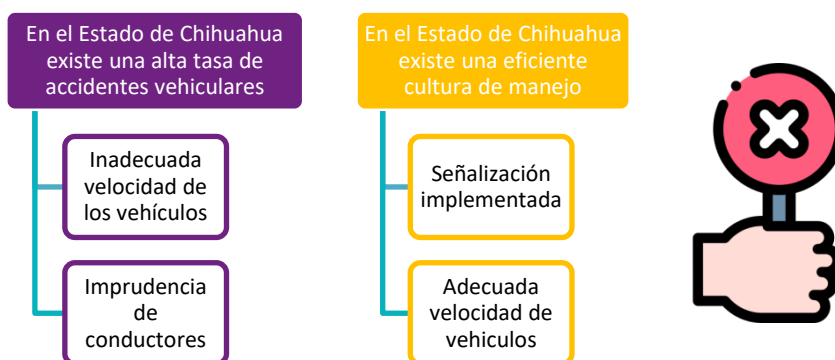 En el Estado de Chihuahua
existe una alta tasa de
accidentes vehiculares
Inadecuada
velocidad de
los vehículos
Imprudencia
de
conductores
En el Estado de Chihuahua
existe una eficiente
cultura de manejo
Señalización
implementada
Adecuada
velocidad de
vehiculos